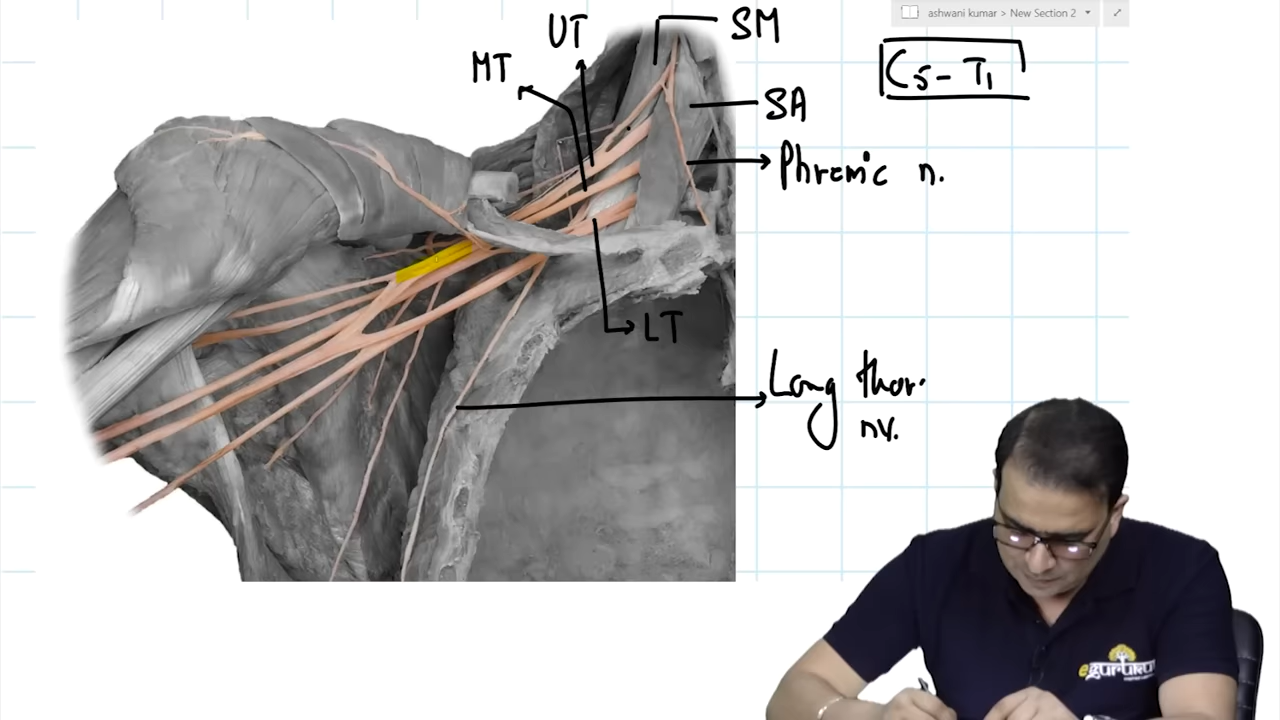 ashwani kumar > New Section 2
UT
SM
MT
C5 - T1
SA
Phrenic n.
LT
Long thor.
nv.
egurukul